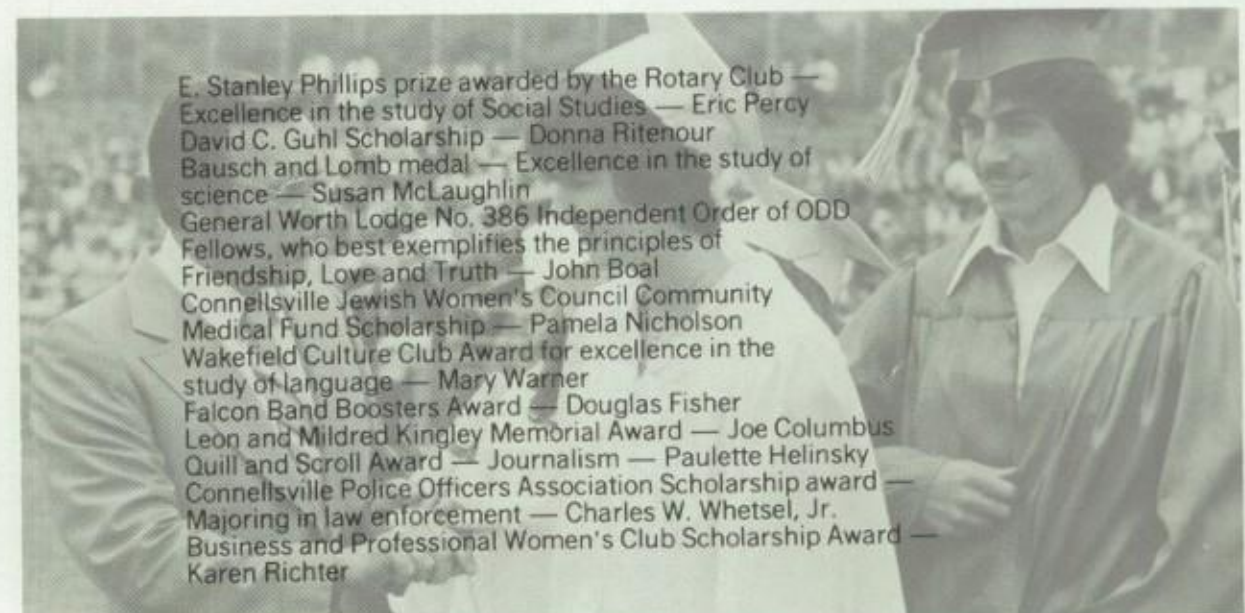 E. Stanley Phillips prize awarded by the Rotary Club —
Excellence in the study of Social Studies — Eric Percy
David C. Guhl Scholarship — Donna Ritenour
Bausch and Lomb medal — Excellence in the study of
science — Susan McLaughlin
General Worth Lodge No. 386 Independent Order of ODD
Fellows, who best exemplifies the principles of
Friendship, Love and Truth — John Boal
Connellsville Jewish Women's Council Community
Medical Fund Scholarship — Pamela Nicholson
Wakefield Culture Club Award for excellence in the
study of language — Mary Warner
Falcon Band Boosters Award — Douglas Fisher
Leon and Mildred Kingley Memorial Award — Joe Columbus
Quill and Scroll Award — Journalism — Paulette Helinsky
Connellsville Police Officers Association Scholarship award —
Majoring in law enforcement — Charles W. Whetsel, Jr.
Business and Professional Women's Club Scholarship Award —
Karen Richter